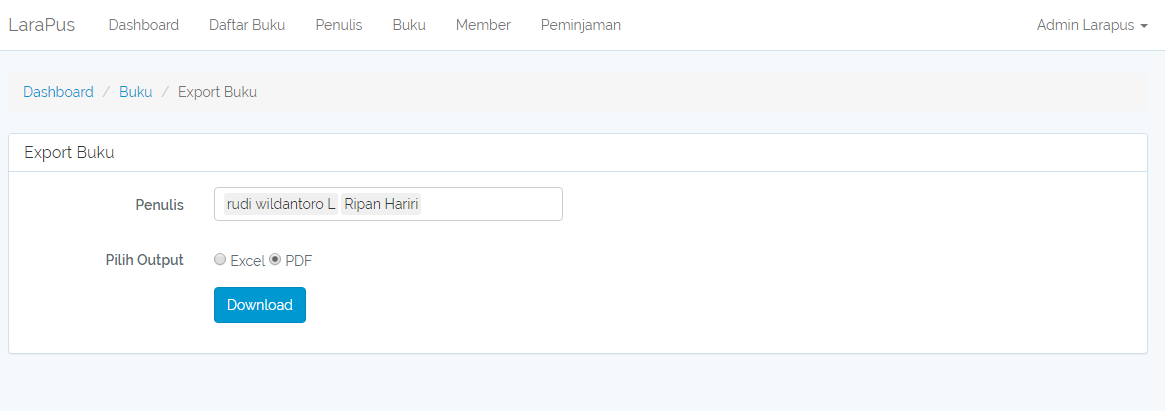 LaraPus Dashboard Daftar Buku Penulis Buku Member Peminjaman Admin Larapus
Dashboard / Buku / Export Buku
Export Buku
Penulis rudi wildantoro L Ripan Hariri
Pilih Output Excel PDF
Download